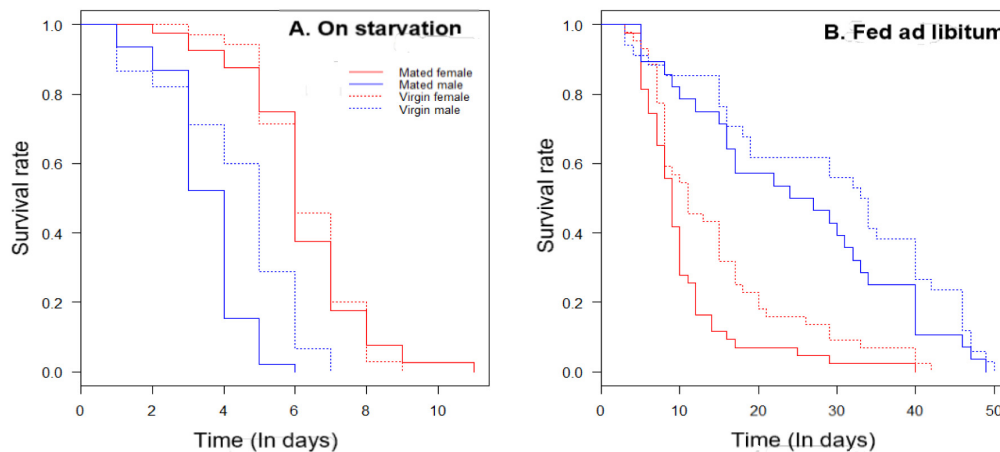 A. On starvation
Mated female
Mated male
Virgin female
Virgin male
Survival rate
1.0
0.8
0.6
0.4
0.2
0.0
0 2 4 6 8 10
Time (In days)
B. Fed ad libitum
Survival rate
1.0
0.8
0.6
0.4
0.2
0.0
0 10 20 30 40 50
Time (In days)